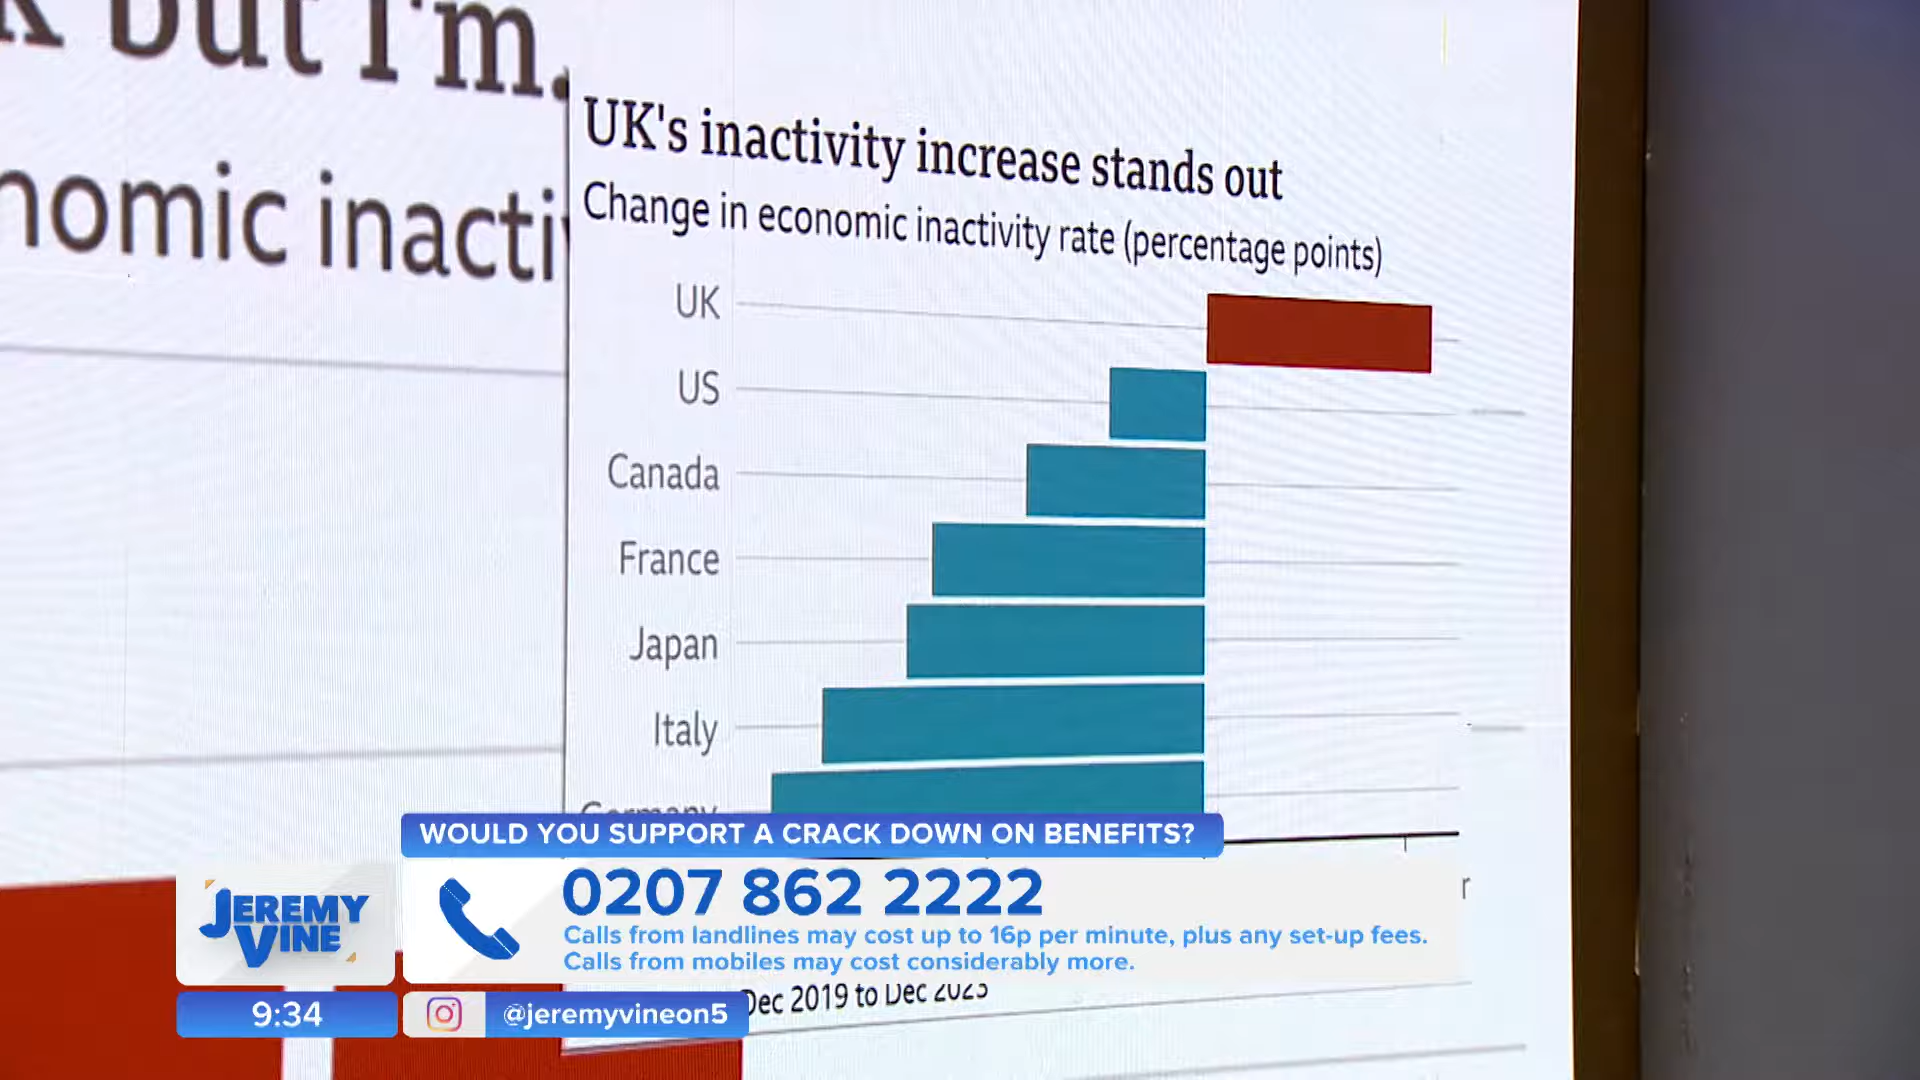 but I'm.
nomic inacti
UK's inactivity increase stands out
Change in economic inactivity rate (percentage points)
UK
US
Canada
France
Japan
Italy
Germany
WOULD YOU SUPPORT A CRACK DOWN ON BENEFITS?
0207 862 2222
Calls from landlines may cost up to 16p per minute, plus any set-up fees.
Calls from mobiles may cost considerably more.
r
JEREMY
VINE
9:34
@jeremyvineon5
Dec 2019 to Dec 2023